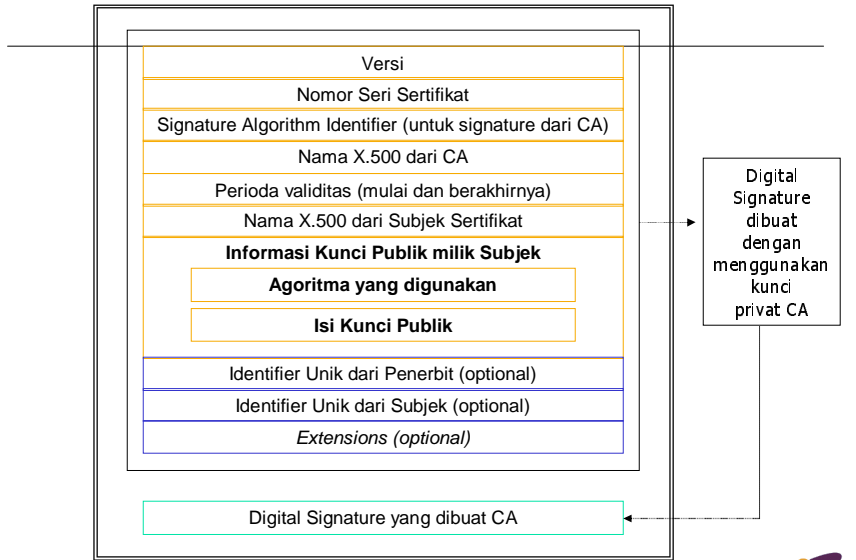 Versi
Nomor Seri Sertifikat
Signature Algorithm Identifier (untuk signature dari CA)
Nama X.500 dari CA
Perioda validitas (mulai dan berakhirnya)
Nama X.500 dari Subjek Sertifikat
Informasi Kunci Publik milik Subjek
Agoritma yang digunakan
Isi Kunci Publik
Identifier Unik dari Penerbit (optional)
Identifier Unik dari Subjek (optional)
Extensions (optional)
Digital Signature yang dibuat CA
Digital
Signature
dibuat
dengan
menggunakan
kunci
privat CA